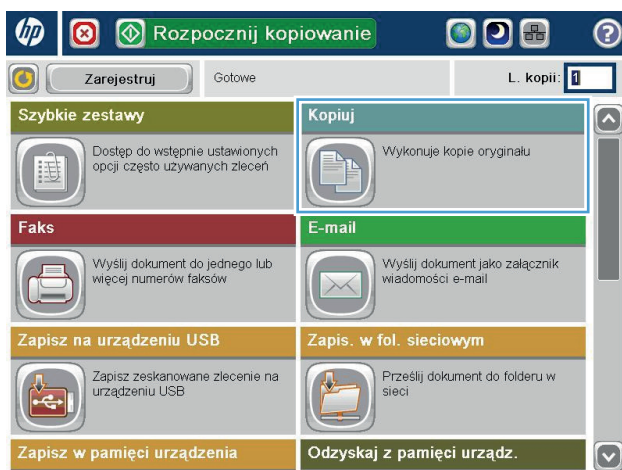 hp Rozpocznij kopiowanie ?
Zarejestruj Gotowe L. kopii: 1
Szybkie zestawy
Dostęp do wstępnie ustawionych
opcji często używanych zleceń
Kopiuj
Wykonuje kopie oryginału
Faks
Wyślij dokument do jednego lub
więcej numerów faksów
E-mail
Wyślij dokument jako załącznik
wiadomości e-mail
Zapisz na urządzeniu USB
Zapisz zeskanowane zlecenie na
urządzeniu USB
Zapis. w fol. sieciowym
Prześlij dokument do folderu w
sieci
Zapisz w pamięci urządzenia
Odzyskaj z pamięci urządz.